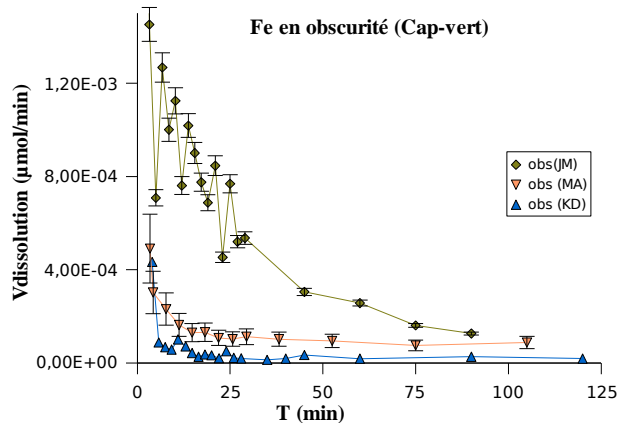 Fe en obscurité (Cap-vert)
Vdissolution (µmol/min)
1,20E-03
8,00E-04
4,00E-04
0,00E+00
obs(JM)
obs (MA)
obs (KD)
0 25 50 75 100 125
T (min)